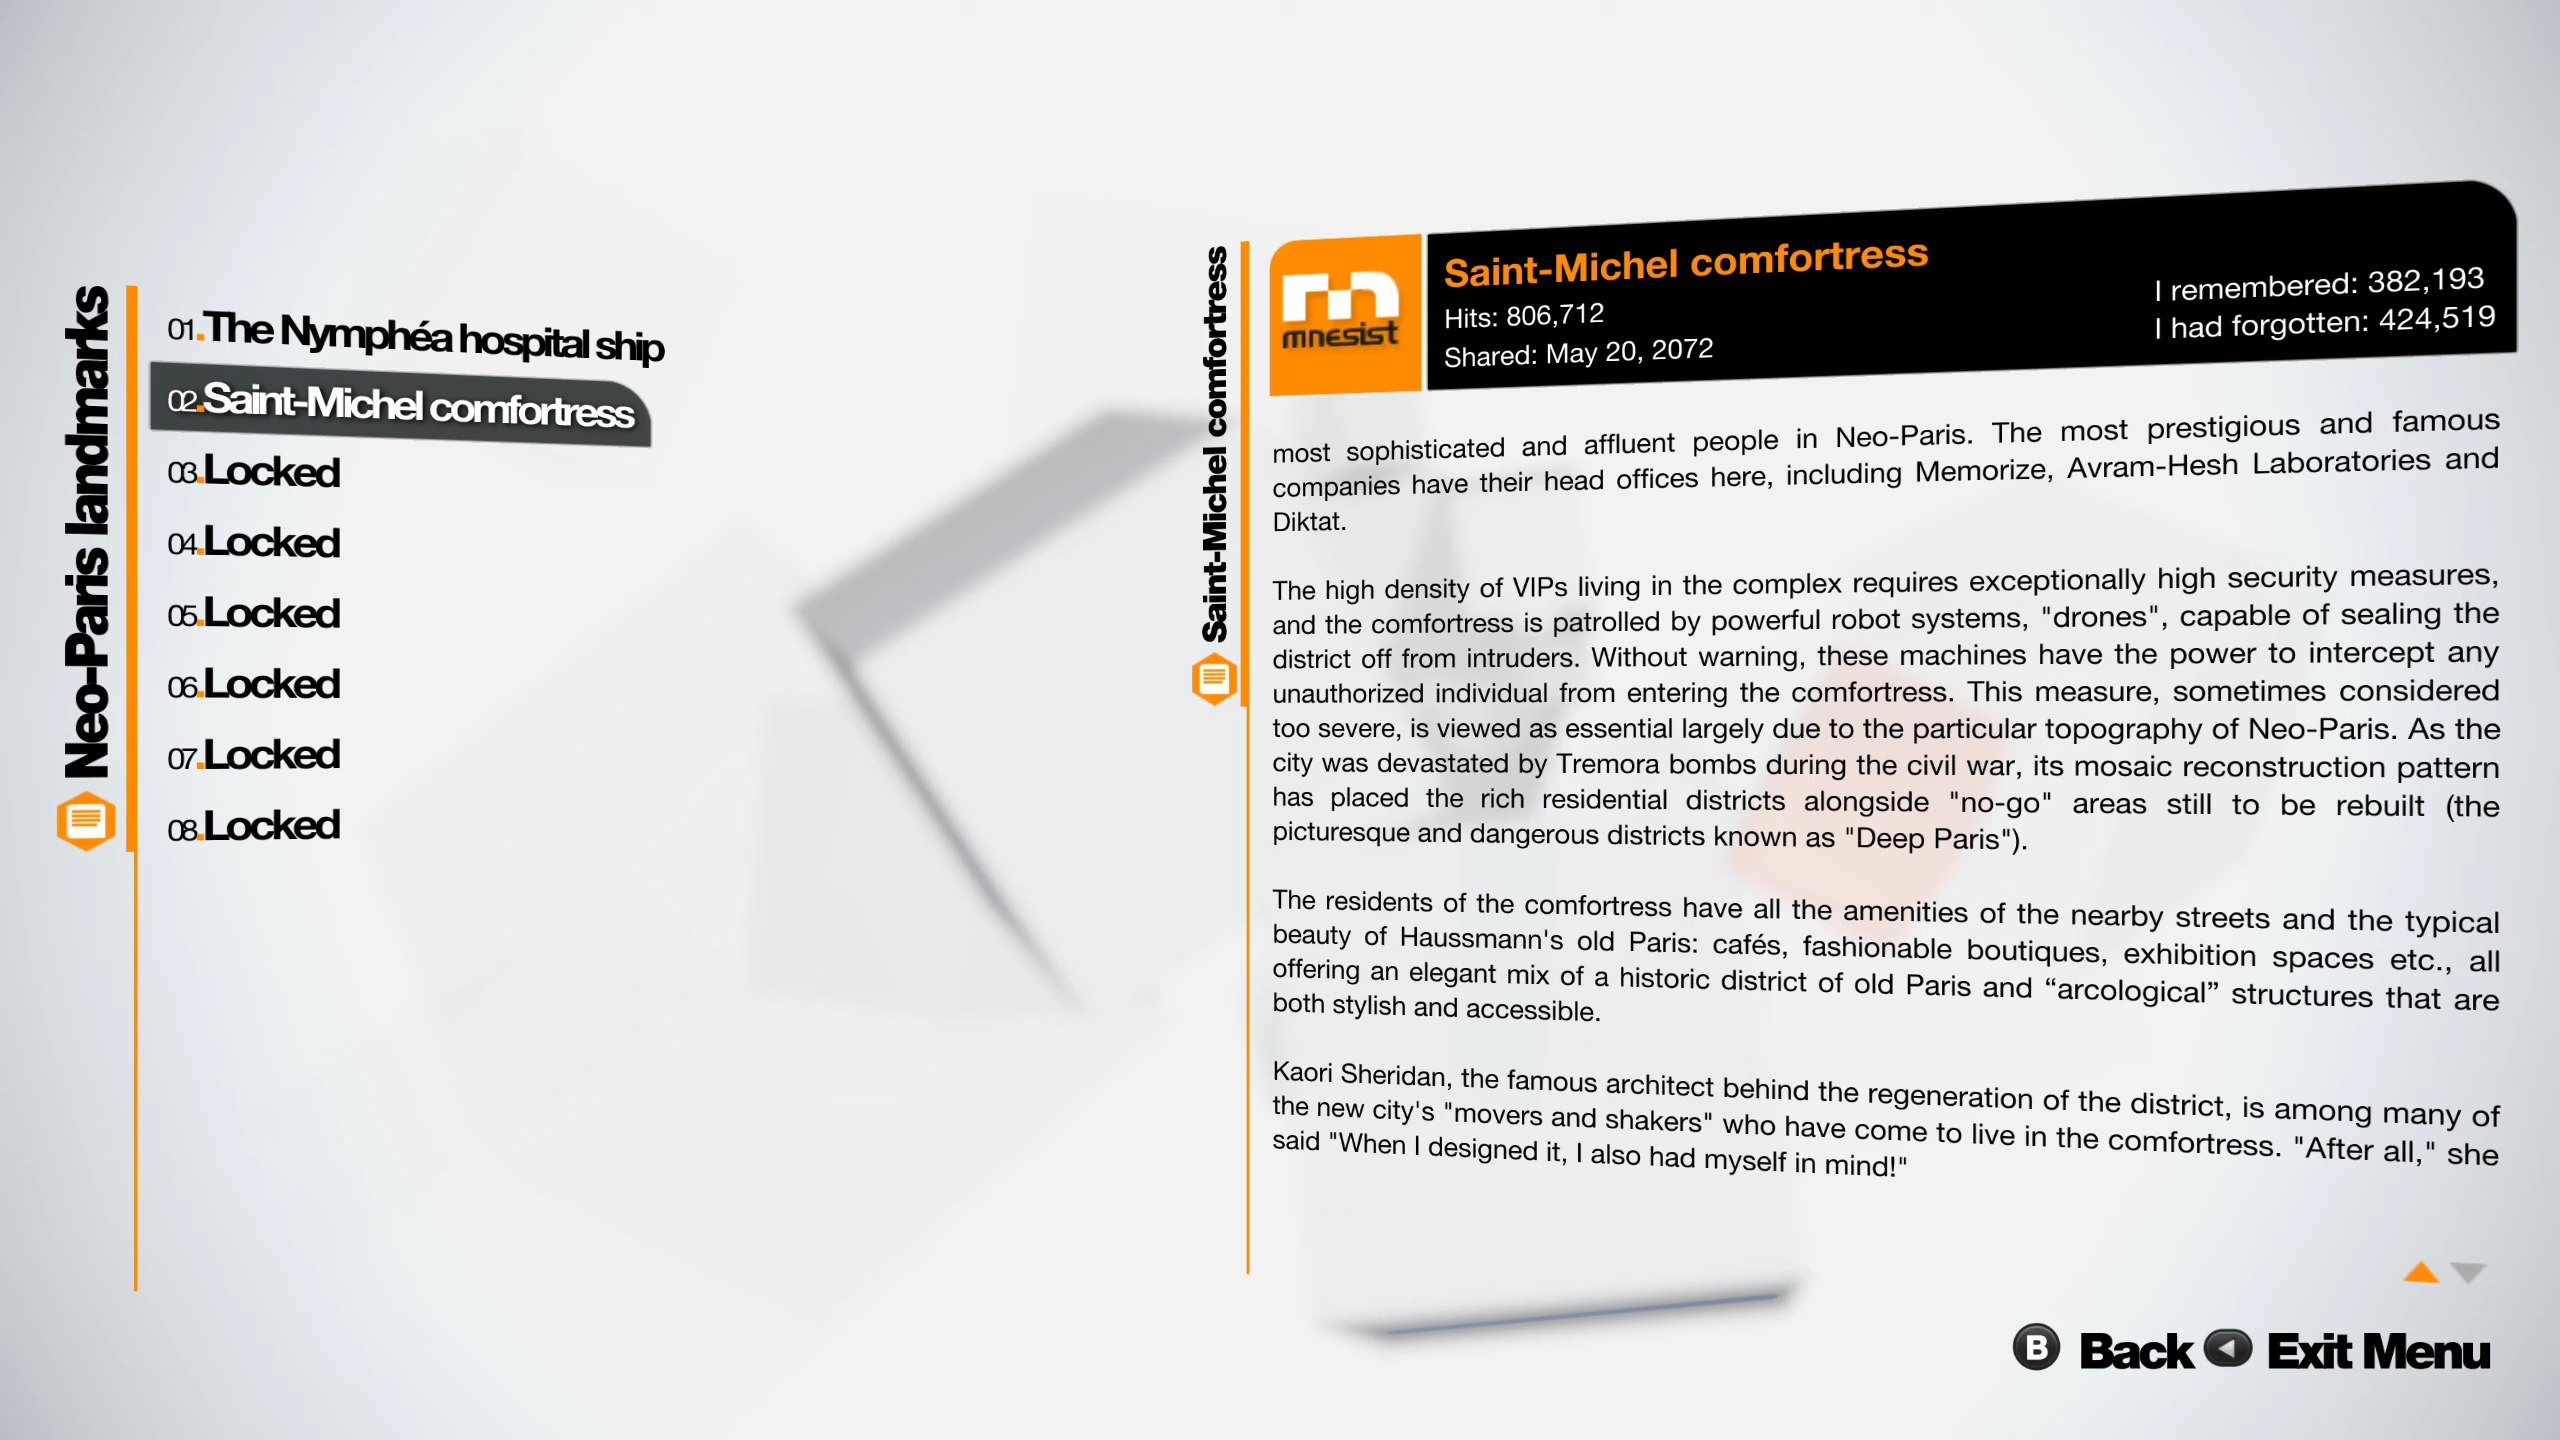 Neo-Paris landmarks
01.The Nymphéa hospital ship
02.Saint-Michel comfortress
03.Locked
04.Locked
05.Locked
06.Locked
07.Locked
08.Locked
Saint-Michel comfortress
mnesist
Saint-Michel comfortress
Hits: 806,712
Shared: May 20, 2072
I remembered: 382,193
I had forgotten: 424,519
most sophisticated and affluent people in Neo-Paris. The most prestigious and famous
companies have their head offices here, including Memorize, Avram-Hesh Laboratories and
Diktat.
The high density of VIPs living in the complex requires exceptionally high security measures,
and the comfortress is patrolled by powerful robot systems, "drones", capable of sealing the
district off from intruders. Without warning, these machines have the power to intercept any
unauthorized individual from entering the comfortress. This measure, sometimes considered
too severe, is viewed as essential largely due to the particular topography of Neo-Paris. As the
city was devastated by Tremora bombs during the civil war, its mosaic reconstruction pattern
has placed the rich residential districts alongside "no-go" areas still to be rebuilt (the
picturesque and dangerous districts known as "Deep Paris").
The residents of the comfortress have all the amenities of the nearby streets and the typical
beauty of Haussmann's old Paris: cafés, fashionable boutiques, exhibition spaces etc., all
offering an elegant mix of a historic district of old Paris and “arcological” structures that are
both stylish and accessible.
Kaori Sheridan, the famous architect behind the regeneration of the district, is among many of
the new city's "movers and shakers" who have come to live in the comfortress. "After all," she
said "When I designed it, I also had myself in mind!"
B Back Exit Menu